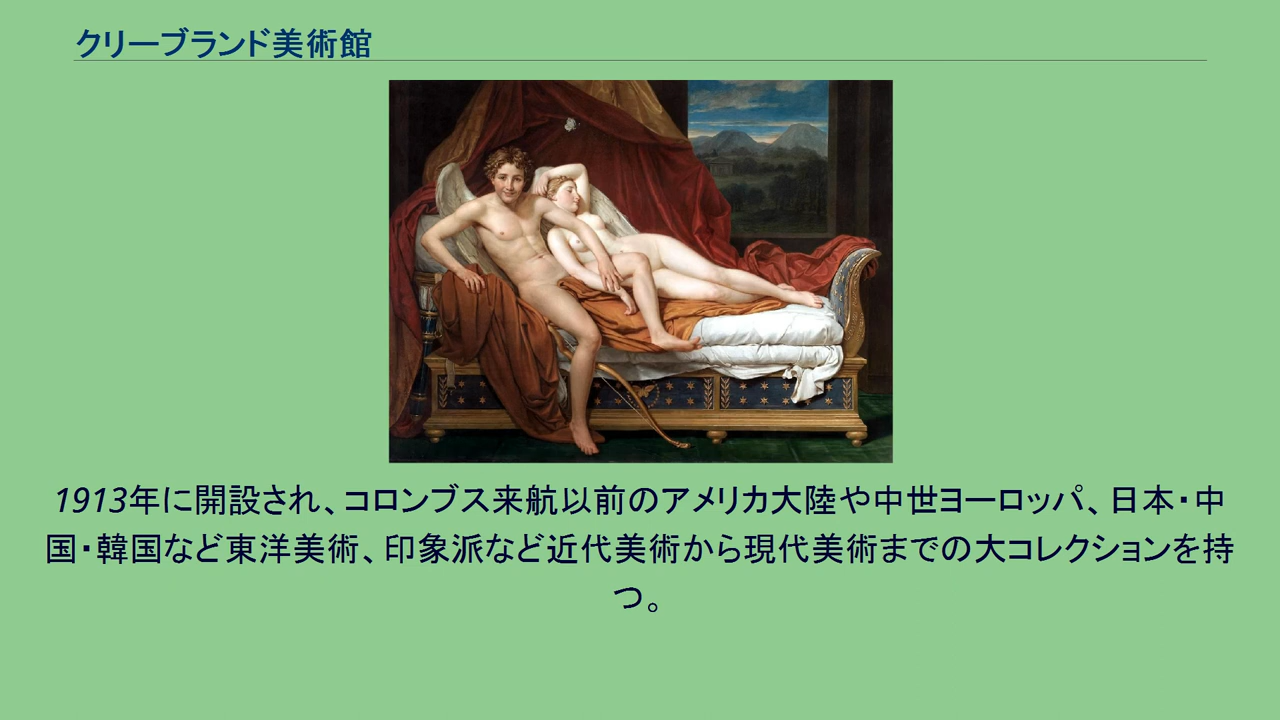 クリーブランド美術館
1913年に開設され、コロンブス来航以前のアメリカ大陸や中世ヨーロッパ、日本・中
国・韓国など東洋美術、印象派など近代美術から現代美術までの大コレクションを持
つ。